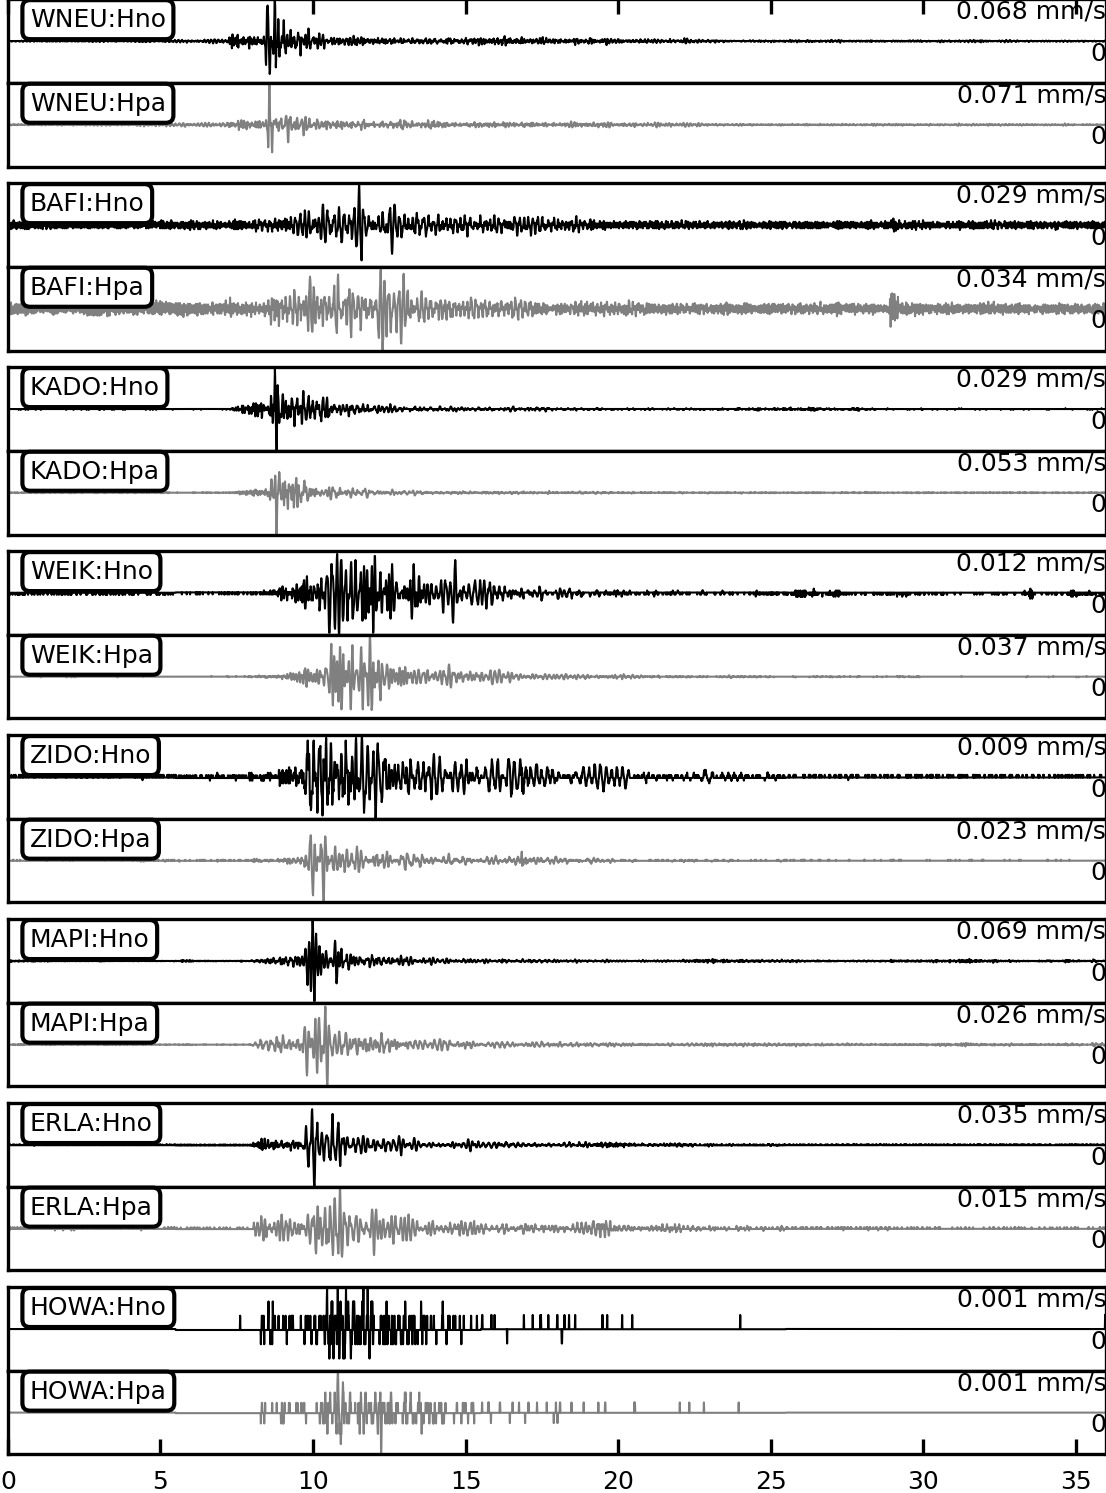 WNEU:Hno 0.068 mm/s
0
WNEU:Hpa 0.071 mm/s
0
BAFI:Hno 0.029 mm/s
0
BAFI:Hpa 0.034 mm/s
0
KADO:Hno 0.029 mm/s
0
KADO:Hpa 0.053 mm/s
0
WEIK:Hno 0.012 mm/s
0
WEIK:Hpa 0.037 mm/s
0
ZIDO:Hno 0.009 mm/s
0
ZIDO:Hpa 0.023 mm/s
0
MAPI:Hno 0.069 mm/s
0
MAPI:Hpa 0.026 mm/s
0
ERLA:Hno 0.035 mm/s
0
ERLA:Hpa 0.015 mm/s
0
HOWA:Hno 0.001 mm/s
0
HOWA:Hpa 0.001 mm/s
0
0 5 10 15 20 25 30 35